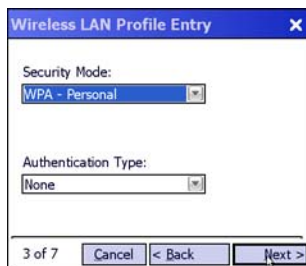 Wireless LAN Profile Entry
Security Mode:
WPA - Personal
Authentication Type:
None
3 of 7
Cancel
< Back
Next >